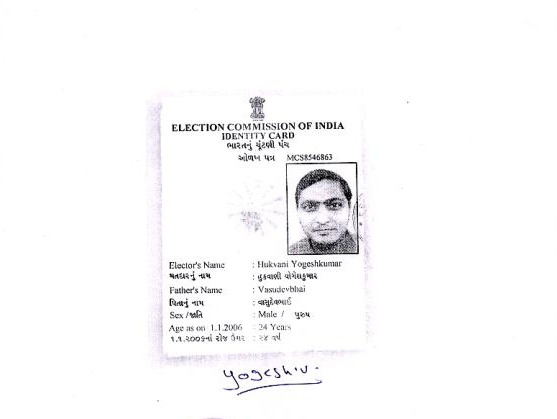 ELECTION COMMISSION OF INDIA
IDENTITY CARD
ભારતનું ચૂંટણી પંચ
ઓળખ પત્ર MCS8546863
Elector's Name : Hukvani Yogeshkumar
મતદારનું નામ : હુકવાણી યોગેશકુમાર
Father's Name : Vasudevbhai
પિતાનું નામ : વાસુદેવભાઈ
Sex /જાતિ : Male / પુરુષ
Age as on 1.1.2006 : 24 Years
૧.૧.૨૦૦૬નાં રોજ ઉંમર : ૨૪ વર્ષ
yogeshv.